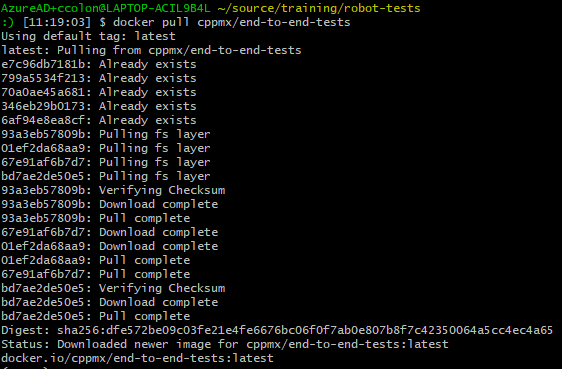 AzureAD+ccolon@LAPTOP-ACIL9B4L ~/source/training/robot-tests
:) [11:19:03] $ docker pull cppmx/end-to-end-tests
Using default tag: latest
latest: Pulling from cppmx/end-to-end-tests
e7c96db7181b: Already exists
799a5534f213: Already exists
70a0ae45a681: Already exists
346eb29b0173: Already exists
6af94e8ea8cf: Already exists
93a3eb57809b: Pulling fs layer
01ef2da68aa9: Pulling fs layer
67e91af6b7d7: Pulling fs layer
bd7ae2de50e5: Pulling fs layer
93a3eb57809b: Verifying Checksum
93a3eb57809b: Download complete
93a3eb57809b: Pull complete
67e91af6b7d7: Download complete
01ef2da68aa9: Download complete
01ef2da68aa9: Pull complete
67e91af6b7d7: Pull complete
bd7ae2de50e5: Verifying Checksum
bd7ae2de50e5: Download complete
bd7ae2de50e5: Pull complete
Digest: sha256:dfe572be09c03fe21e4fe6676bc06f0f7ab0e807b8f7c42350064a5cc4ec4a65
Status: Downloaded newer image for cppmx/end-to-end-tests:latest
docker.io/cppmx/end-to-end-tests:latest